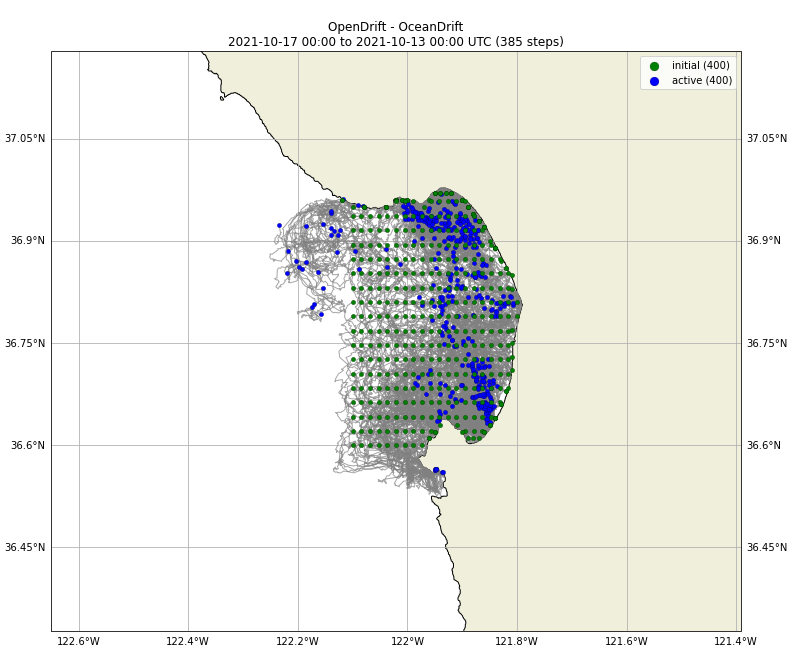 OpenDrift - OceanDrift
2021-10-17 00:00 to 2021-10-13 00:00 UTC (385 steps)
initial (400)
active (400)
37.05°N
37.05°N
36.9°N
36.9°N
36.75°N
36.75°N
36.6°N
36.6°N
36.45°N
36.45°N
122.6°W
122.4°W
122.2°W
122°W
121.8°W
121.6°W
121.4°W